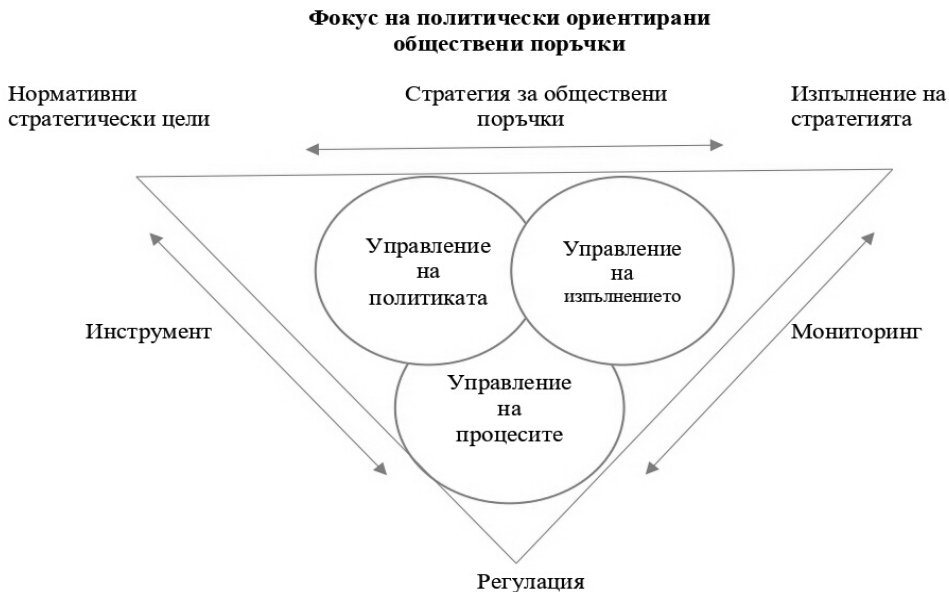 Фокус на политически ориентирани
обществени поръчки
Нормативни
стратегически цели
Стратегия за обществени
поръчки
Изпълнение на
стратегията
Управление
на
политиката
Управление
на
изпълнението
Инструмент
Мониторинг
Управление
на
процесите
Регулация